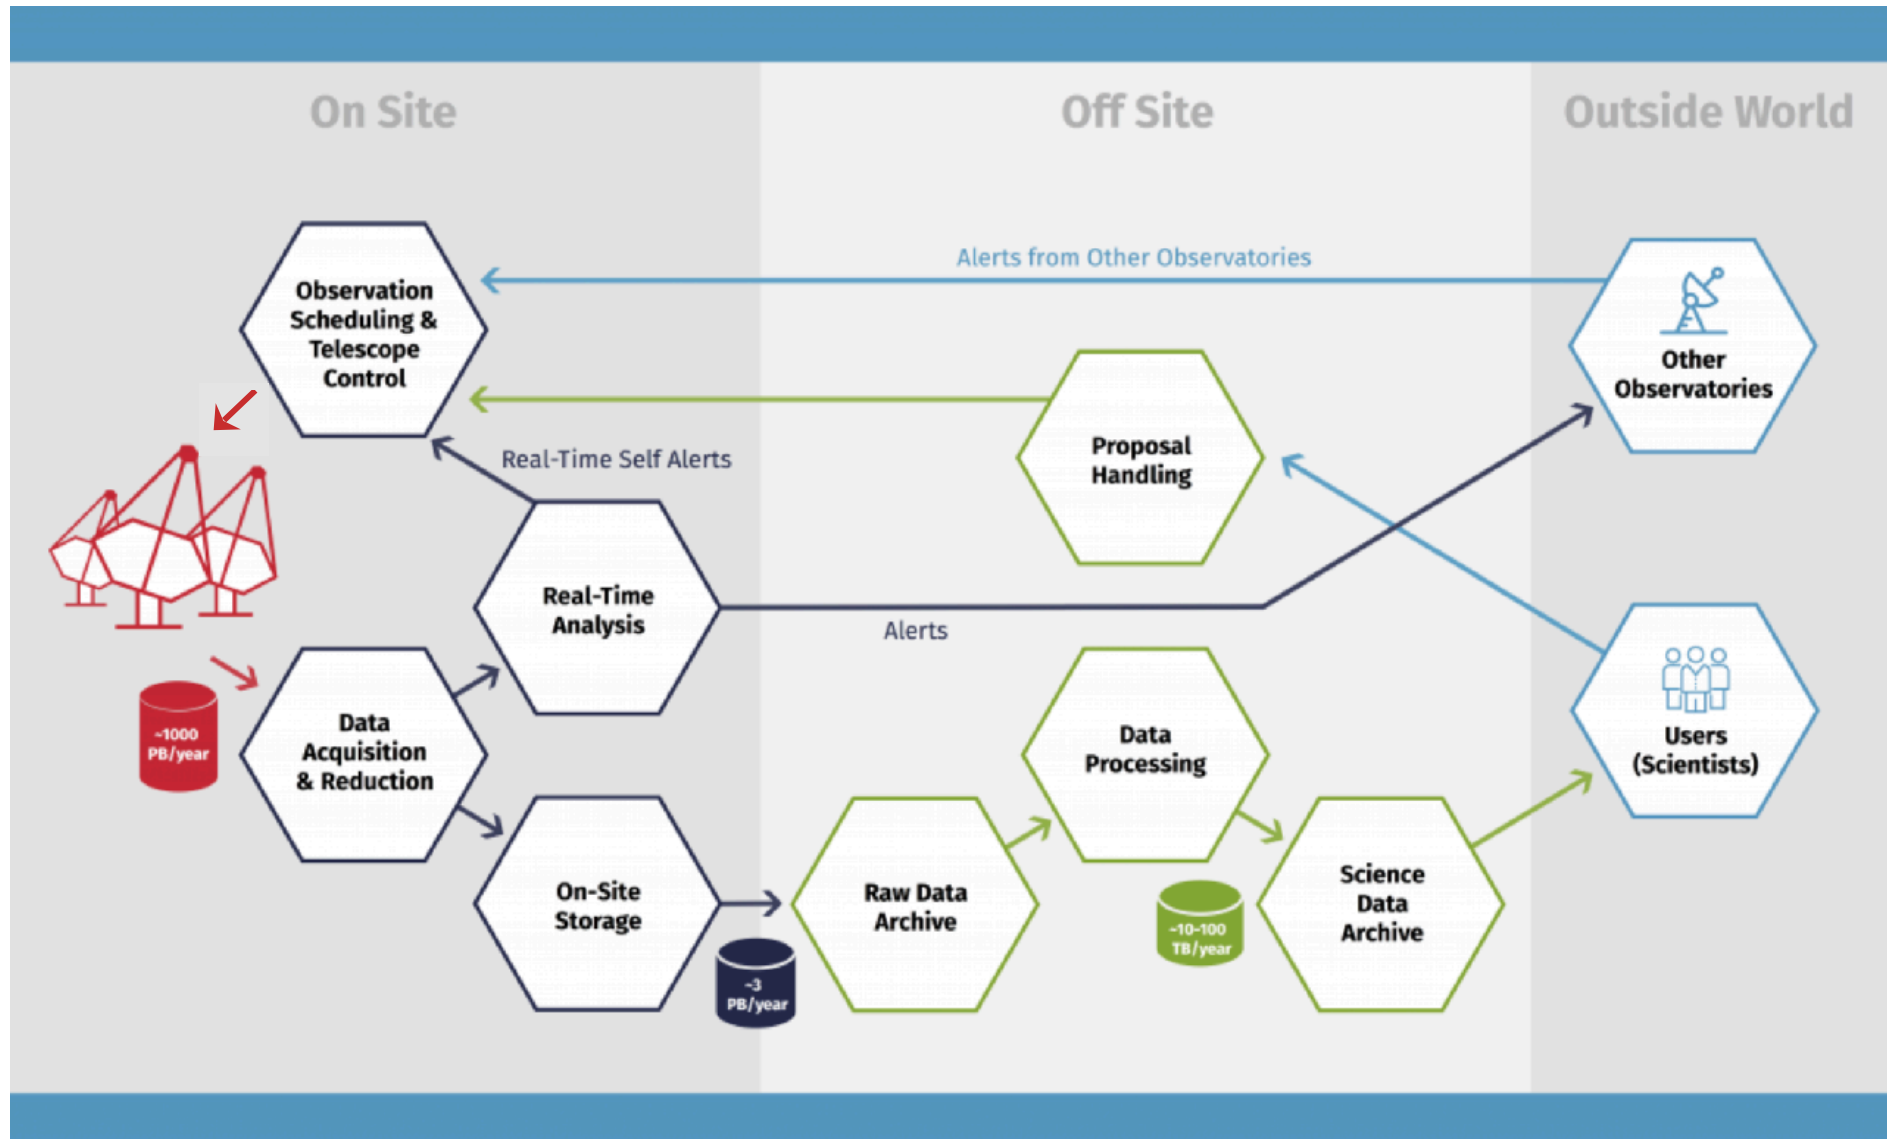 On Site
Off Site
Outside World
Observation
Scheduling &
Telescope
Control
Alerts from Other Observatories
Other
Observatories
Proposal
Handling
Real-Time Self Alerts
Real-Time
Analysis
Alerts
~1000
PB/year
Data
Acquisition
& Reduction
Data
Processing
Users
(Scientists)
On-Site
Storage
~3
PB/year
Raw Data
Archive
~10-100
TB/year
Science
Data
Archive